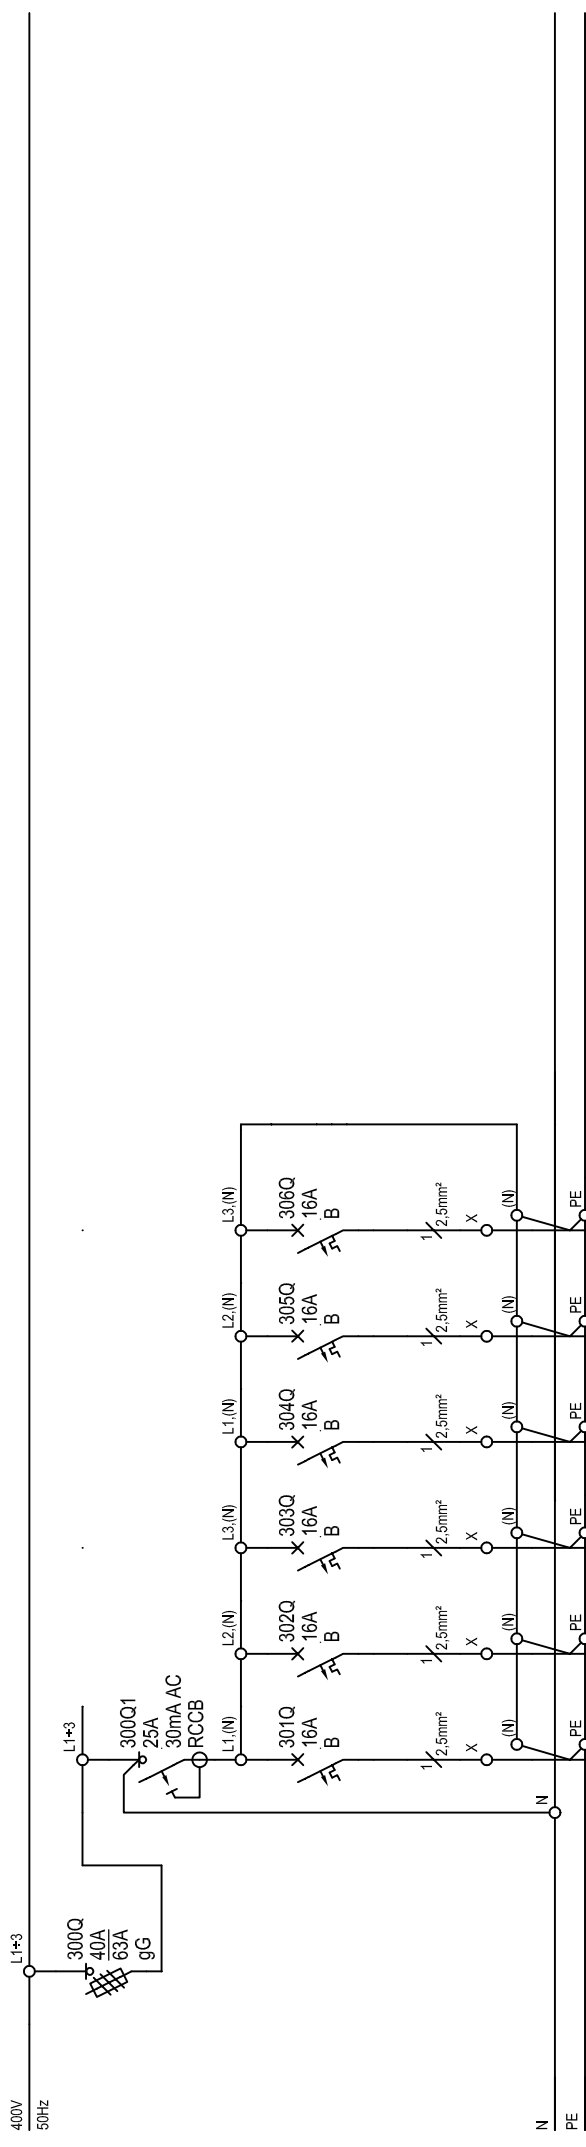 400V
50Hz
L1÷3
300Q
40A
63A
gG
L1÷3
300Q1
25A
30mA AC
RCCB
L1,(N)
301Q
16A
B
1
2,5mm²
X
(N)
PE
L2,(N)
302Q
16A
B
1
2,5mm²
X
(N)
PE
L3,(N)
303Q
16A
B
1
2,5mm²
X
(N)
PE
L1,(N)
304Q
16A
B
1
2,5mm²
X
(N)
PE
L2,(N)
305Q
16A
B
1
2,5mm²
X
(N)
PE
L3,(N)
306Q
16A
B
1
2,5mm²
X
(N)
PE
N
N
PE